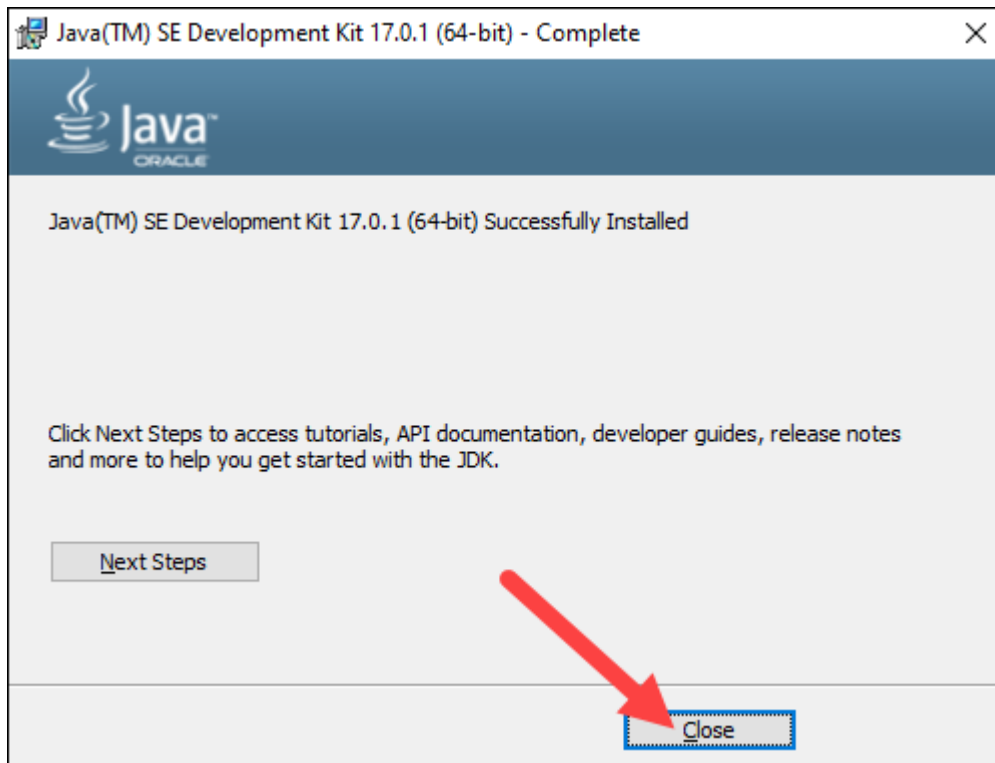 Java(TM) SE Development Kit 17.0.1 (64-bit) - Complete
Java™
ORACLE
Java(TM) SE Development Kit 17.0.1 (64-bit) Successfully Installed
Click Next Steps to access tutorials, API documentation, developer guides, release notes
and more to help you get started with the JDK.
Next Steps
Close